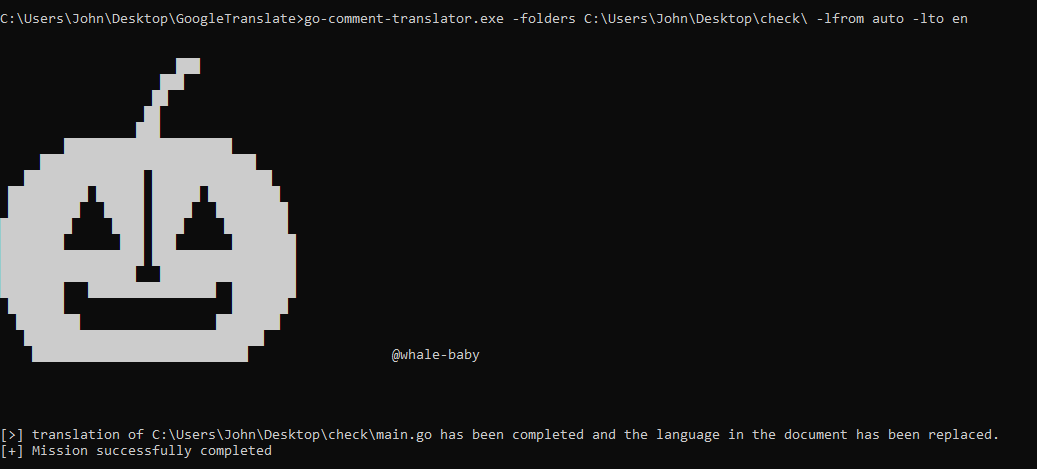 C:\Users\John\Desktop\GoogleTranslate>go-comment-translator.exe -folders C:\Users\John\Desktop\check\ -lfrom auto -lto en
@whale-baby
[>] translation of C:\Users\John\Desktop\check\main.go has been completed and the language in the document has been replaced.
[+] Mission successfully completed